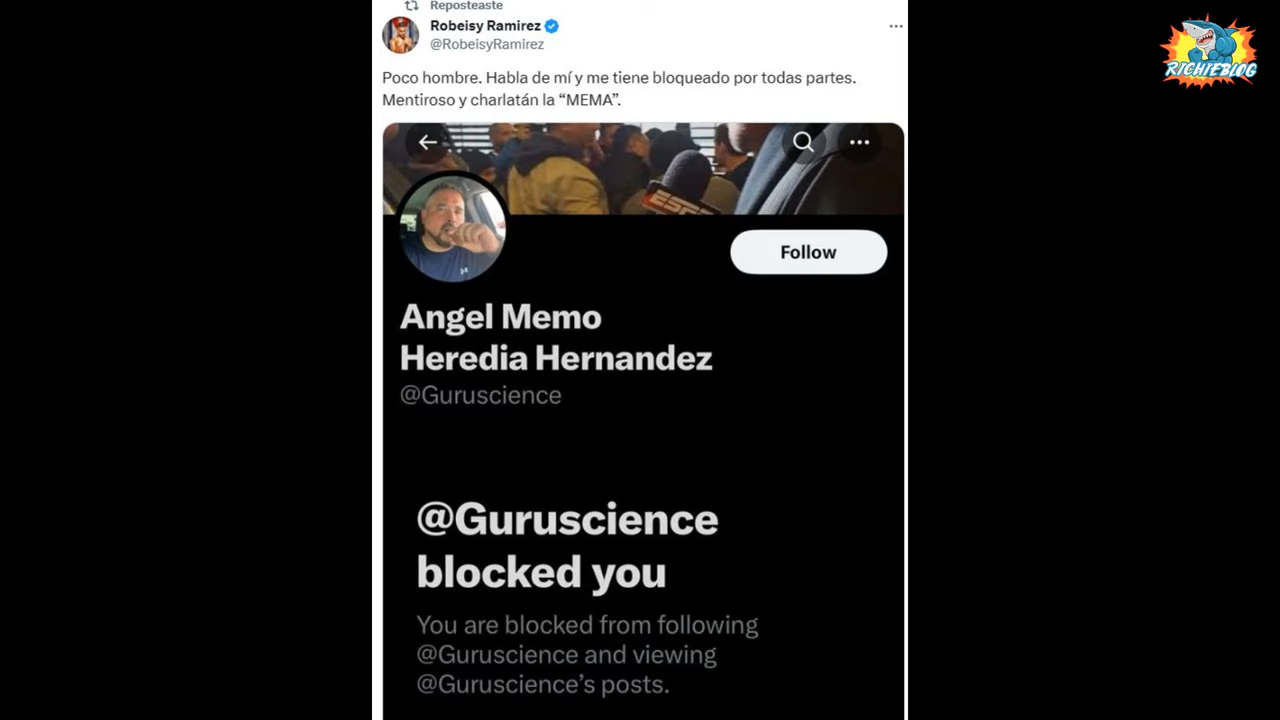 Reposteaste
Robeisy Ramirez
@RobeisyRamirez
Poco hombre. Habla de mí y me tiene bloqueado por todas partes.
Mentiroso y charlatán la “MEMA”.
ESPN
Follow
Angel Memo
Heredia Hernandez
@Guruscience
@Guruscience
blocked you
You are blocked from following
@Guruscience and viewing
@Guruscience’s posts.
RICHIEBLOG